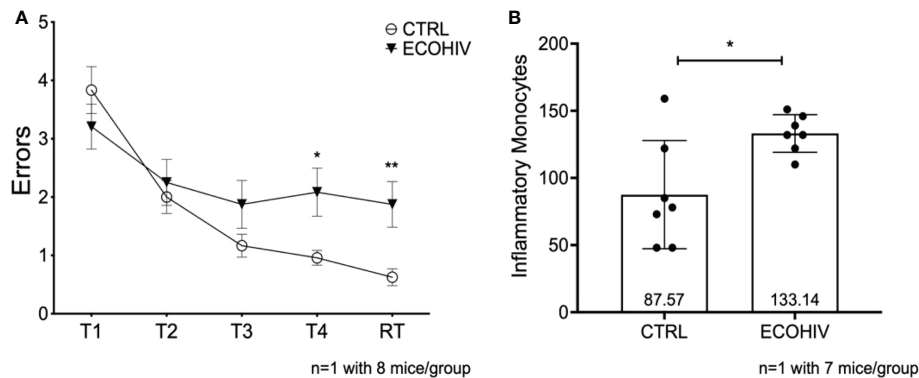 A
CTRL
ECOHIV
Errors
5
4
3
2
1
0
*
**
T1 T2 T3 T4 RT
n=1 with 8 mice/group
B
Inflammatory Monocytes
200
150
100
50
0
*
87.57 133.14
CTRL ECOHIV
n=1 with 7 mice/group